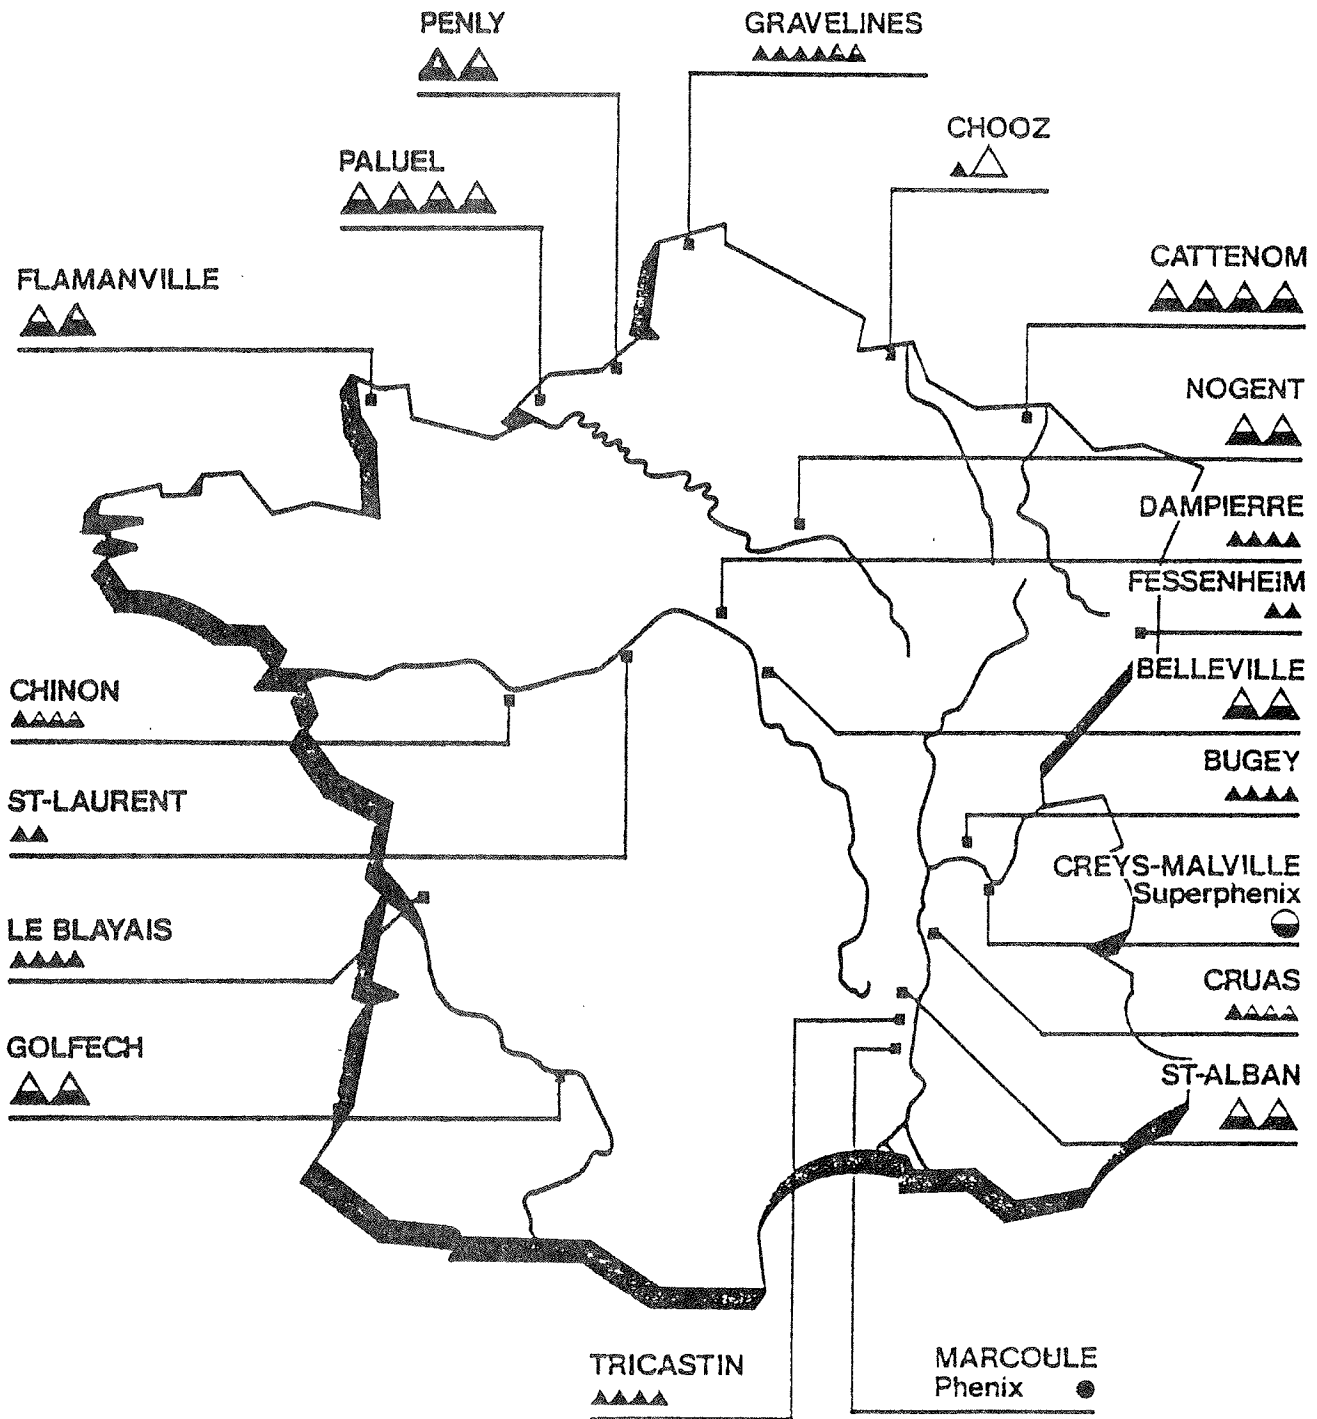 PENLY
GRAVELINES
CHOOZ
PALUEL
CATTENOM
FLAMANVILLE
NOGENT
DAMPIERRE
FESSENHEIM
BELLEVILLE
CHINON
BUGEY
ST-LAURENT
CREYS-MALVILLE
Superphenix
LE BLAYAIS
CRUAS
GOLFECH
ST-ALBAN
TRICASTIN
MARCOULE
Phenix